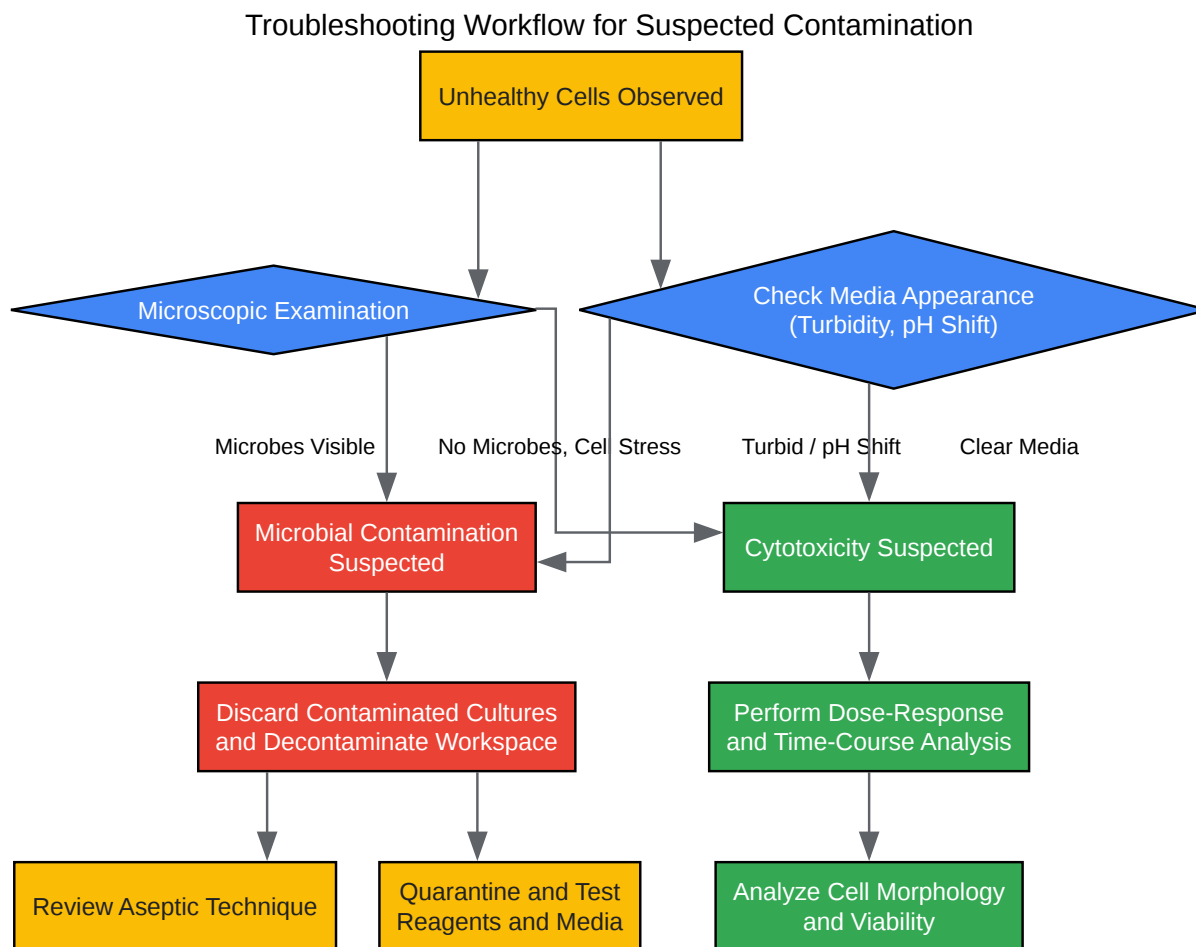 Troubleshooting Workflow for Suspected Contamination
Unhealthy Cells Observed
Microscopic Examination
Check Media Appearance
(Turbidity, pH Shift)
Microbes Visible
No Microbes, Cell Stress
Turbid / pH Shift
Clear Media
Microbial Contamination
Suspected
Cytotoxicity Suspected
Discard Contaminated Cultures
and Decontaminate Workspace
Perform Dose-Response
and Time-Course Analysis
Review Aseptic Technique
Quarantine and Test
Reagents and Media
Analyze Cell Morphology
and Viability